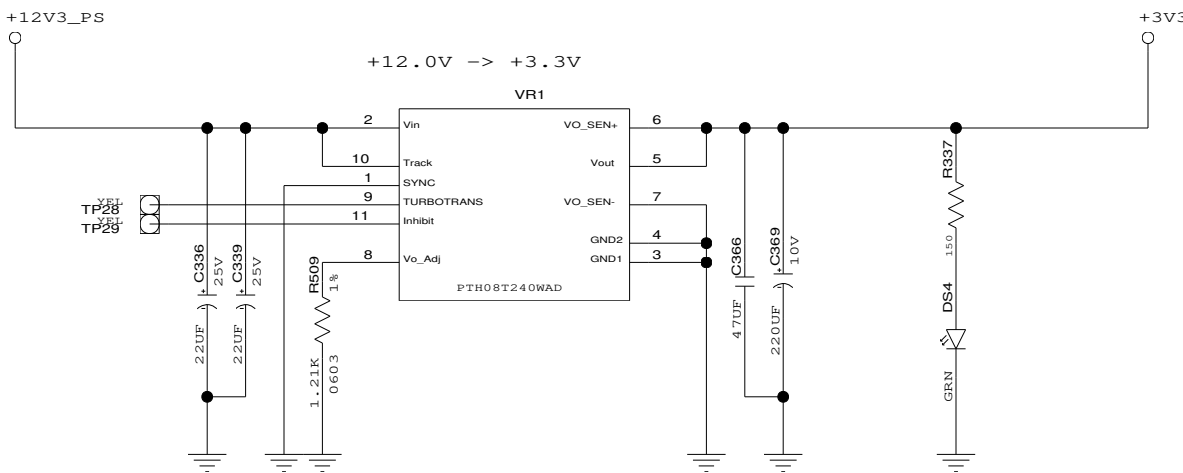 +12V3_PS
+3V3
+12.0V -> +3.3V
VR1
2 Vin VO_SEN+ 6
10 Track Vout 5
1 SYNC
9 TURBOTRANS VO_SEN- 7
11 Inhibit
GND2 4
8 Vo_Adj GND1 3
PTH08T240WAD
YEL
TP28
YEL
TP29
+ C336
25V
22UF
+ C339
25V
22UF
R509
1%
1.21K
0603
C366
47UF
+ C369
10V
220UF
R337
150
DS4
GRN